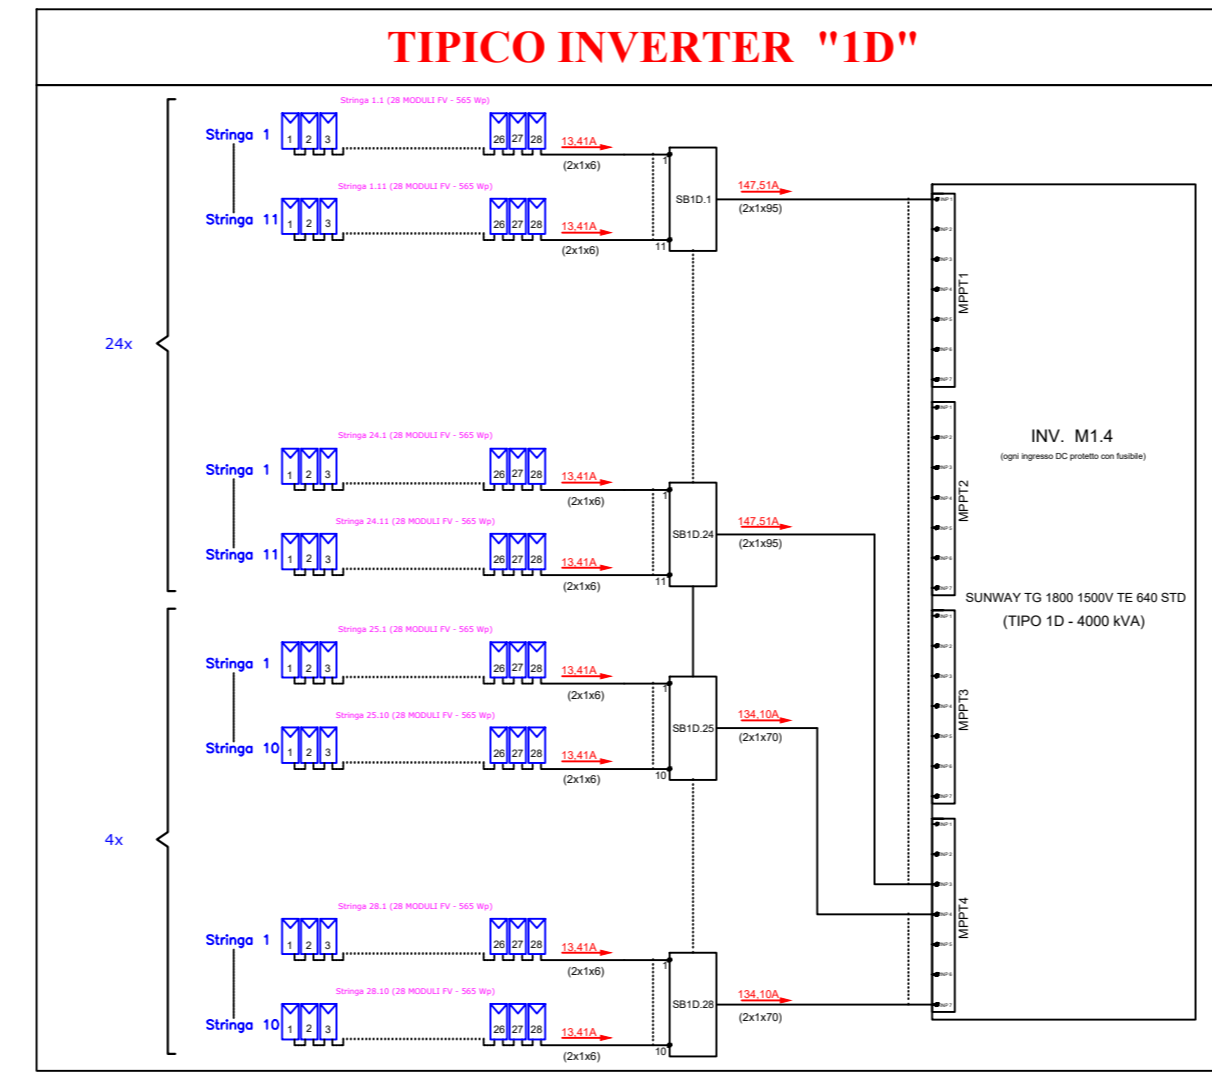 TIPICO INVERTER "1D"
Stringa 1.1 (28 MODULI FV - 565 Wp)
Stringa 1
1 2 3
26 27 28
13,41A
(2x1x6)
1
Stringa 1.11 (28 MODULI FV - 565 Wp)
Stringa 11
1 2 3
26 27 28
13,41A
(2x1x6)
11
SB1D.1
147,51A
(2x1x95)
24x
Stringa 24.1 (28 MODULI FV - 565 Wp)
Stringa 1
1 2 3
26 27 28
13,41A
(2x1x6)
1
Stringa 24.11 (28 MODULI FV - 565 Wp)
Stringa 11
1 2 3
26 27 28
13,41A
(2x1x6)
11
SB1D.24
147,51A
(2x1x95)
Stringa 25.1 (28 MODULI FV - 565 Wp)
Stringa 1
1 2 3
26 27 28
13,41A
(2x1x6)
1
Stringa 25.10 (28 MODULI FV - 565 Wp)
Stringa 10
1 2 3
26 27 28
13,41A
(2x1x6)
10
SB1D.25
134,10A
(2x1x70)
4x
Stringa 28.1 (28 MODULI FV - 565 Wp)
Stringa 1
1 2 3
26 27 28
13,41A
(2x1x6)
1
Stringa 28.10 (28 MODULI FV - 565 Wp)
Stringa 10
1 2 3
26 27 28
13,41A
(2x1x6)
10
SB1D.28
134,10A
(2x1x70)
MPPT1
MPPT2
MPPT3
MPPT4
INV. M1.4
(ogni ingresso DC protetto con fusibile)
SUNWAY TG 1800 1500V TE 640 STD
(TIPO 1D - 4000 kVA)